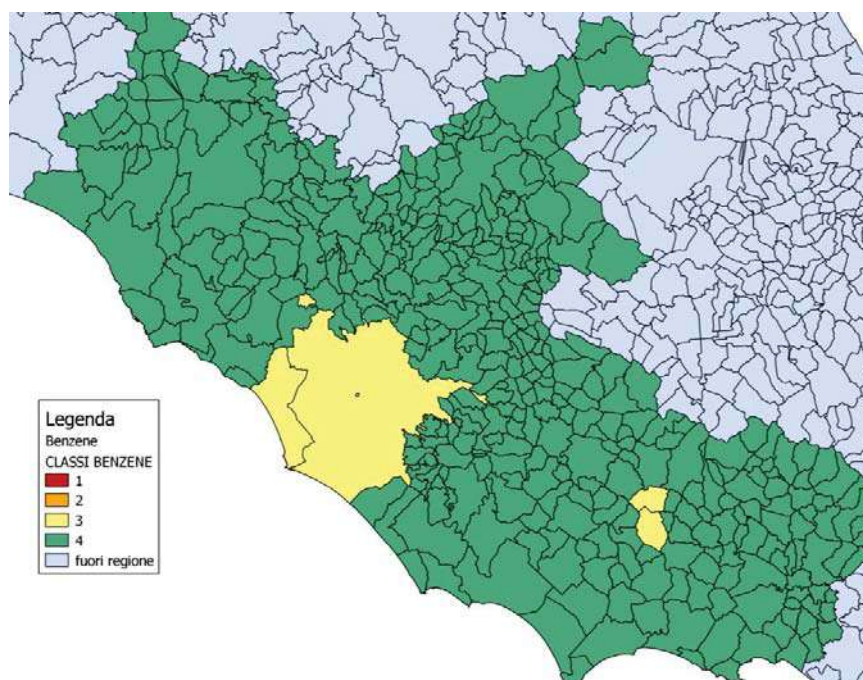 Legenda
Benzene
CLASSI BENZENE
1
2
3
4
fuori regione